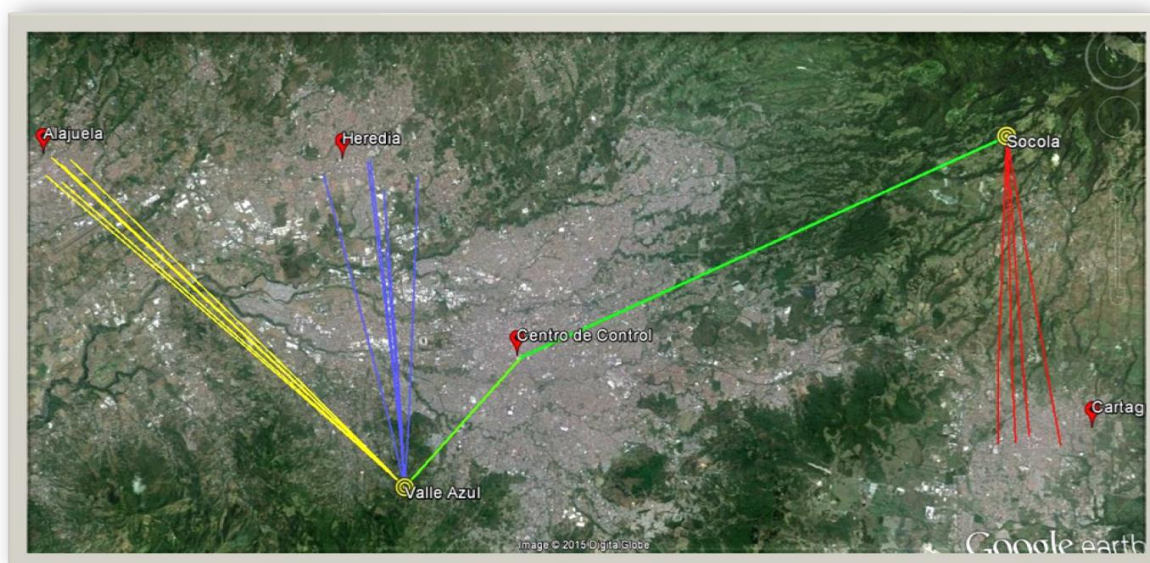 Alajuela
Heredia
Socola
Centro de Control
Cartag
Valle Azul
Image © 2015 DigitalGlobe
Google earth